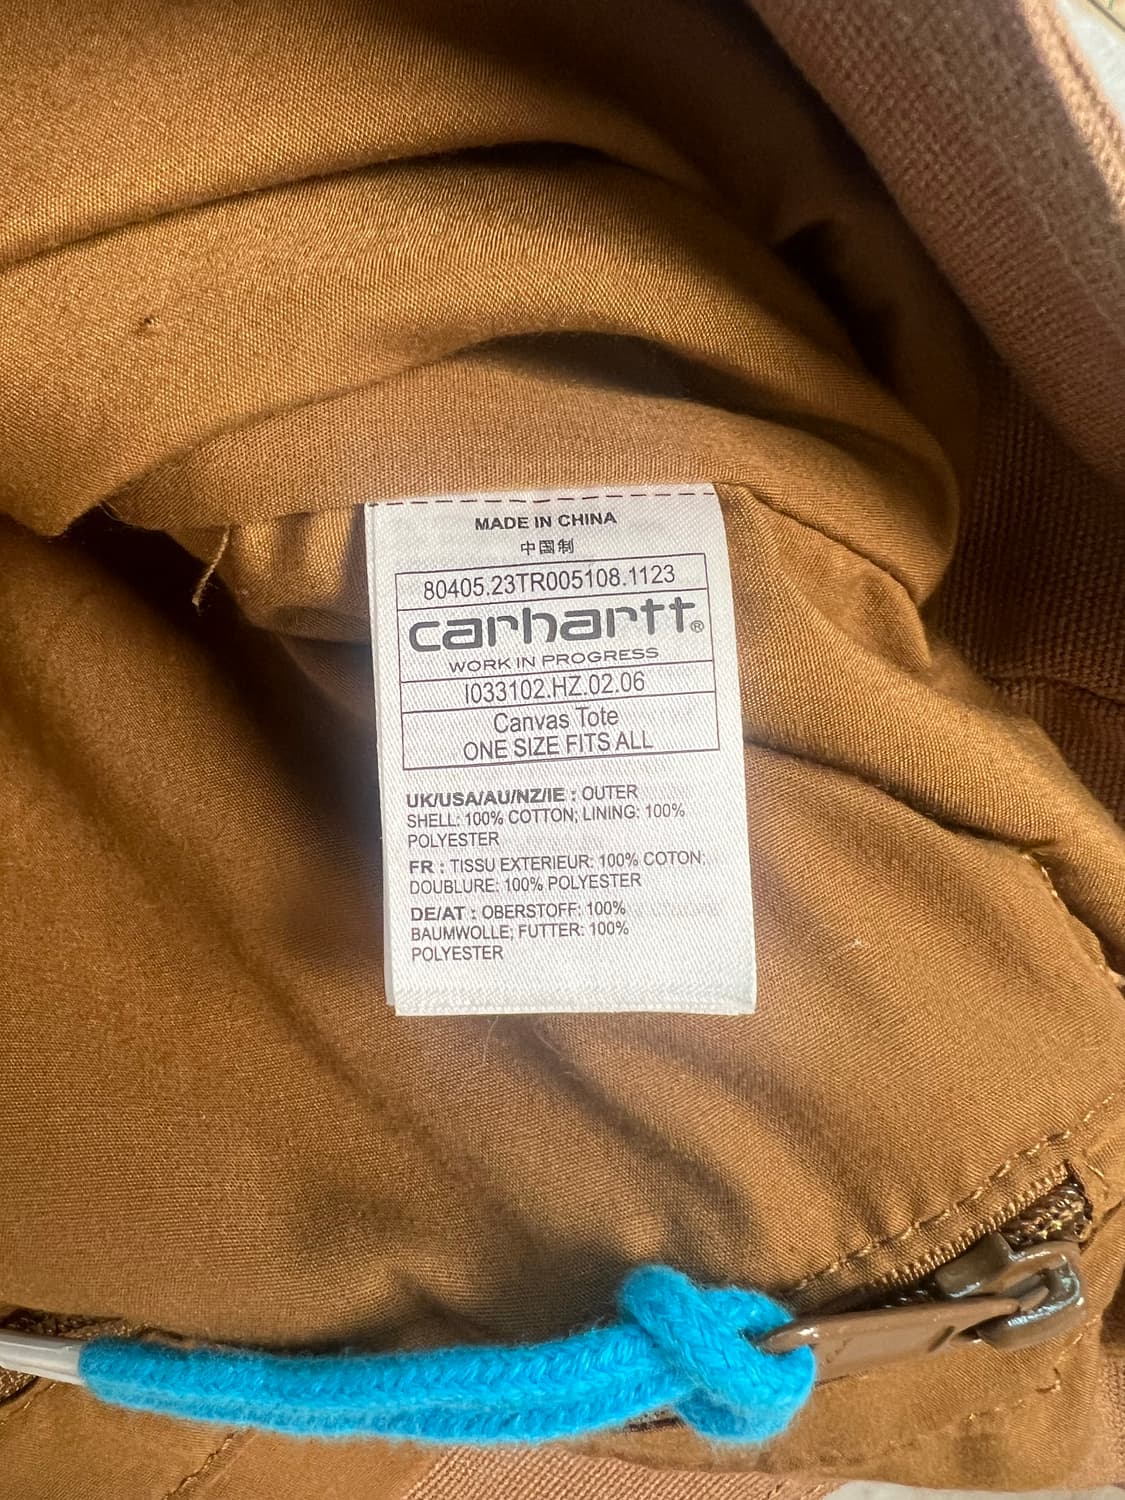 MADE IN CHINA
中国制
80405.23TR005108.1123
carhartt®
WORK IN PROGRESS
I033102.HZ.02.06
Canvas Tote
ONE SIZE FITS ALL
UK/USA/AU/NZ/IE : OUTER
SHELL: 100% COTTON; LINING: 100%
POLYESTER
FR : TISSU EXTERIEUR: 100% COTON;
DOUBLURE: 100% POLYESTER
DE/AT : OBERSTOFF: 100%
BAUMWOLLE; FUTTER: 100%
POLYESTER